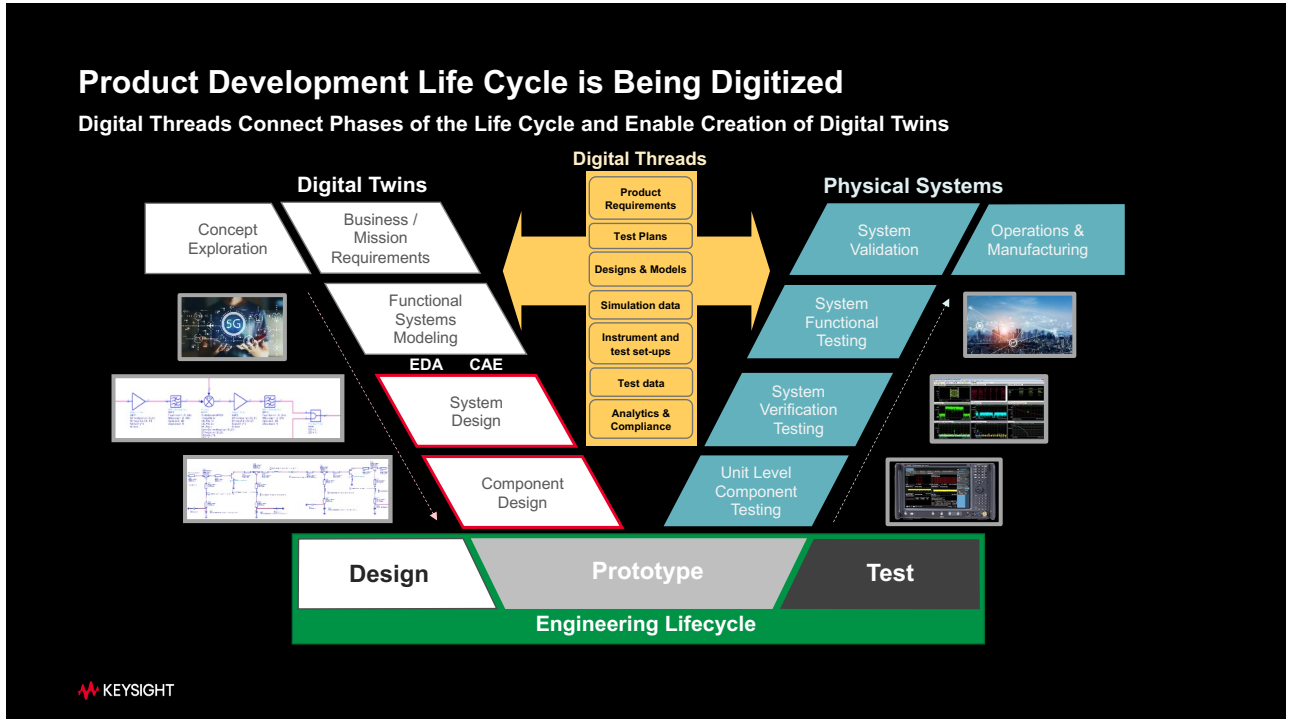 Product Development Life Cycle is Being Digitized
Digital Threads Connect Phases of the Life Cycle and Enable Creation of Digital Twins
Digital Threads
Digital Twins
Physical Systems
Concept
Exploration
Business /
Mission
Requirements
Functional
Systems
Modeling
EDA CAE
System
Design
Component
Design
Product
Requirements
Test Plans
Designs & Models
Simulation data
Instrument and
test set-ups
Test data
Analytics &
Compliance
System
Validation
Operations &
Manufacturing
System
Functional
Testing
System
Verification
Testing
Unit Level
Component
Testing
5G
Design
Prototype
Test
Engineering Lifecycle
KEYSIGHT